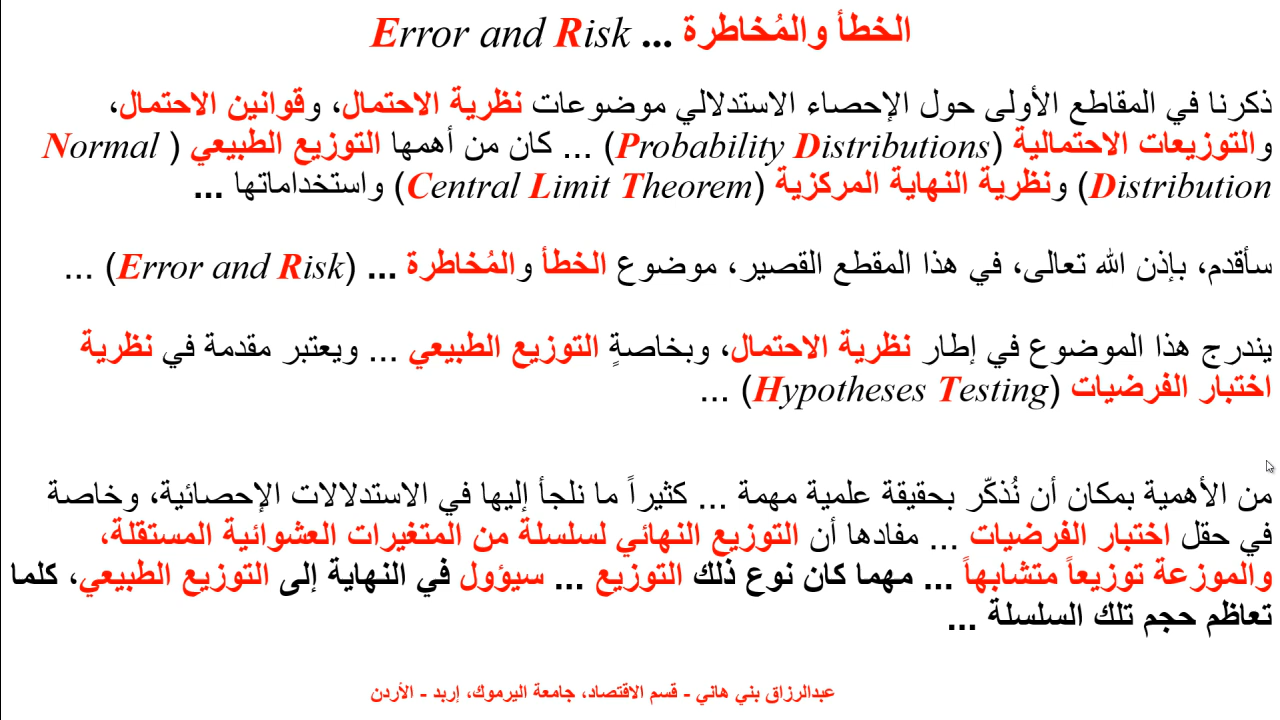 الخطأ والمُخاطرة ... Error and Risk
ذكرنا في المقاطع الأولى حول الإحصاء الاستدلالي موضوعات نظرية الاحتمال، وقوانين الاحتمال،
والتوزيعات الاحتمالية (Probability Distributions) ... كان من أهمها التوزيع الطبيعي (Normal
Distribution) ونظرية النهاية المركزية (Central Limit Theorem) واستخداماتها ...
سأقدم، بإذن الله تعالى، في هذا المقطع القصير، موضوع الخطأ والمُخاطرة ... (Error and Risk) ...
يندرج هذا الموضوع في إطار نظرية الاحتمال، وبخاصةٍ التوزيع الطبيعي ... ويعتبر مقدمة في نظرية
اختبار الفرضيات (Hypotheses Testing) ...
من الأهمية بمكان أن نُذكّر بحقيقة علمية مهمة ... كثيراً ما نلجأ إليها في الاستدلالات الإحصائية، وخاصة
في حقل اختبار الفرضيات ... مفادها أن التوزيع النهائي لسلسلة من المتغيرات العشوائية المستقلة،
والموزعة توزيعاً متشابهاً ... مهما كان نوع ذلك التوزيع ... سيؤول في النهاية إلى التوزيع الطبيعي، كلما
تعاظم حجم تلك السلسلة ...
عبدالرزاق بني هاني - قسم الاقتصاد، جامعة اليرموك، إربد - الأردن